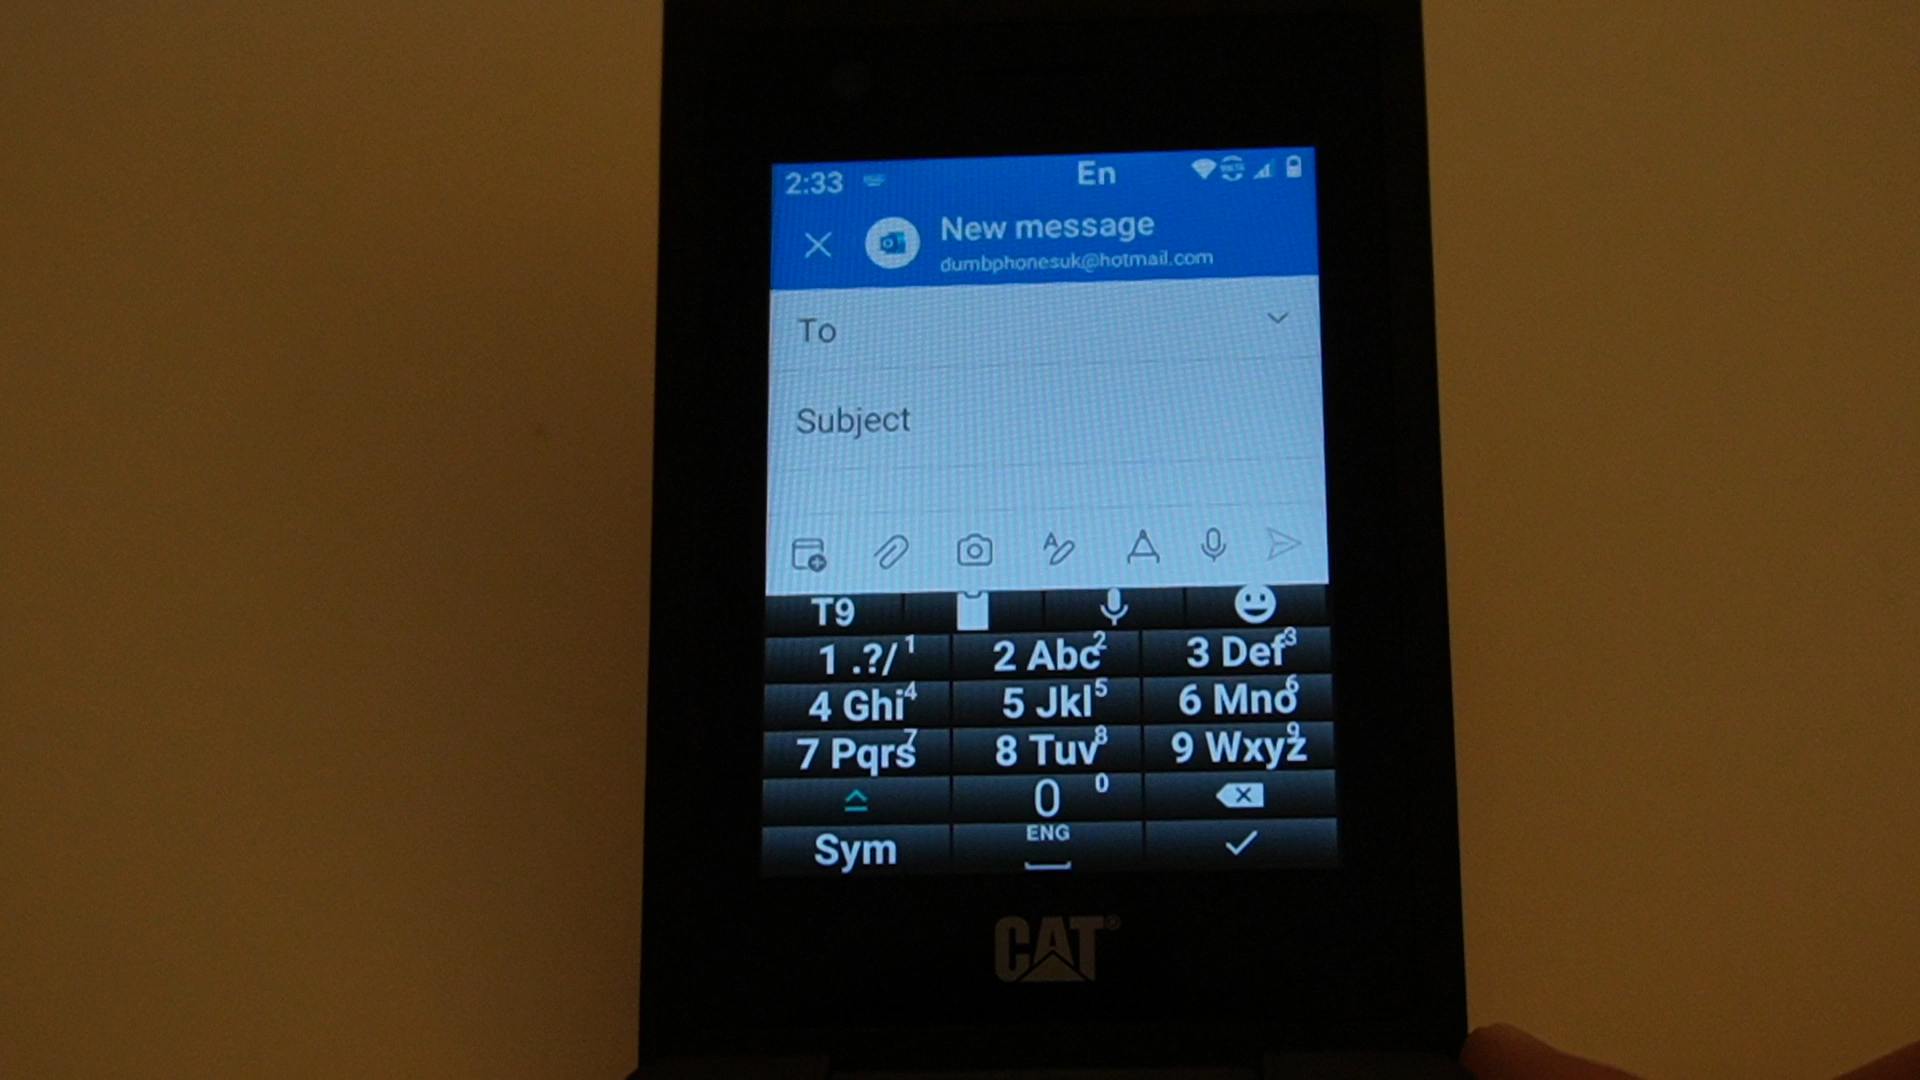 2:33 En
New message
dumbphonesuk@hotmail.com
To
Subject
T9
1 .?/ 1 2 Abc 2 3 Def 3
4 Ghi 4 5 Jkl 5 6 Mno 6
7 Pqrs 7 8 Tuv 8 9 Wxyz 9
0 0
Sym ENG
CAT®